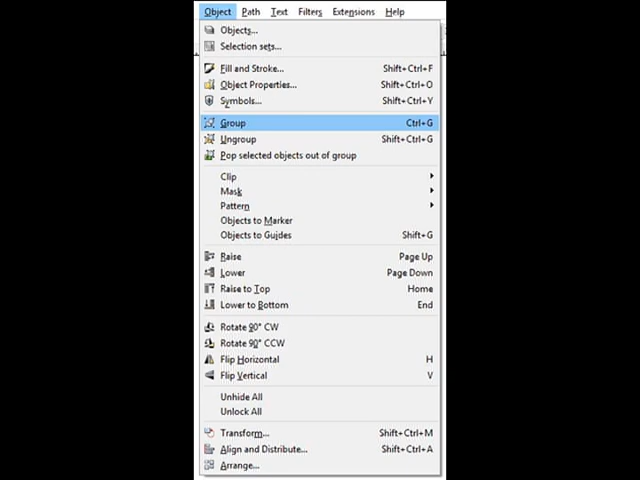 Object Path Text Filters Extensions Help
Objects...
Selection sets...
Fill and Stroke... Shift+Ctrl+F
Object Properties... Shift+Ctrl+O
Symbols... Shift+Ctrl+Y
Group Ctrl+G
Ungroup Shift+Ctrl+G
Pop selected objects out of group
Clip
Mask
Pattern
Objects to Marker
Objects to Guides Shift+G
Raise Page Up
Lower Page Down
Raise to Top Home
Lower to Bottom End
Rotate 90° CW
Rotate 90° CCW
Flip Horizontal H
Flip Vertical V
Unhide All
Unlock All
Transform... Shift+Ctrl+M
Align and Distribute... Shift+Ctrl+A
Arrange...